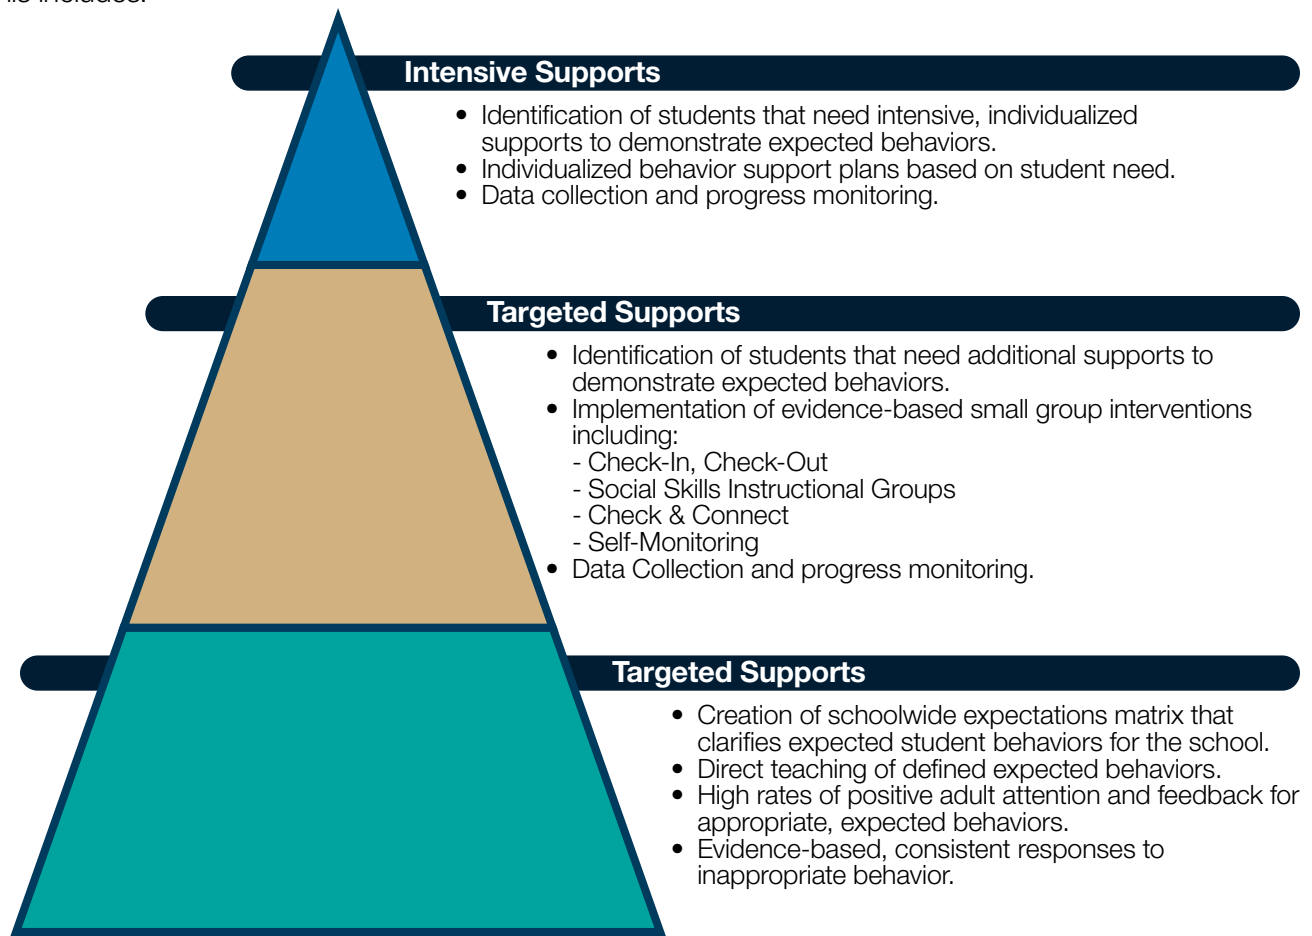 Intensive Supports
• Identification of students that need intensive, individualized
supports to demonstrate expected behaviors.
• Individualized behavior support plans based on student need.
• Data collection and progress monitoring.
Targeted Supports
• Identification of students that need additional supports to
demonstrate expected behaviors.
• Implementation of evidence-based small group interventions
including:
- Check-In, Check-Out
- Social Skills Instructional Groups
- Check & Connect
- Self-Monitoring
• Data Collection and progress monitoring.
Targeted Supports
• Creation of schoolwide expectations matrix that
clarifies expected student behaviors for the school.
• Direct teaching of defined expected behaviors.
• High rates of positive adult attention and feedback for
appropriate, expected behaviors.
• Evidence-based, consistent responses to
inappropriate behavior.